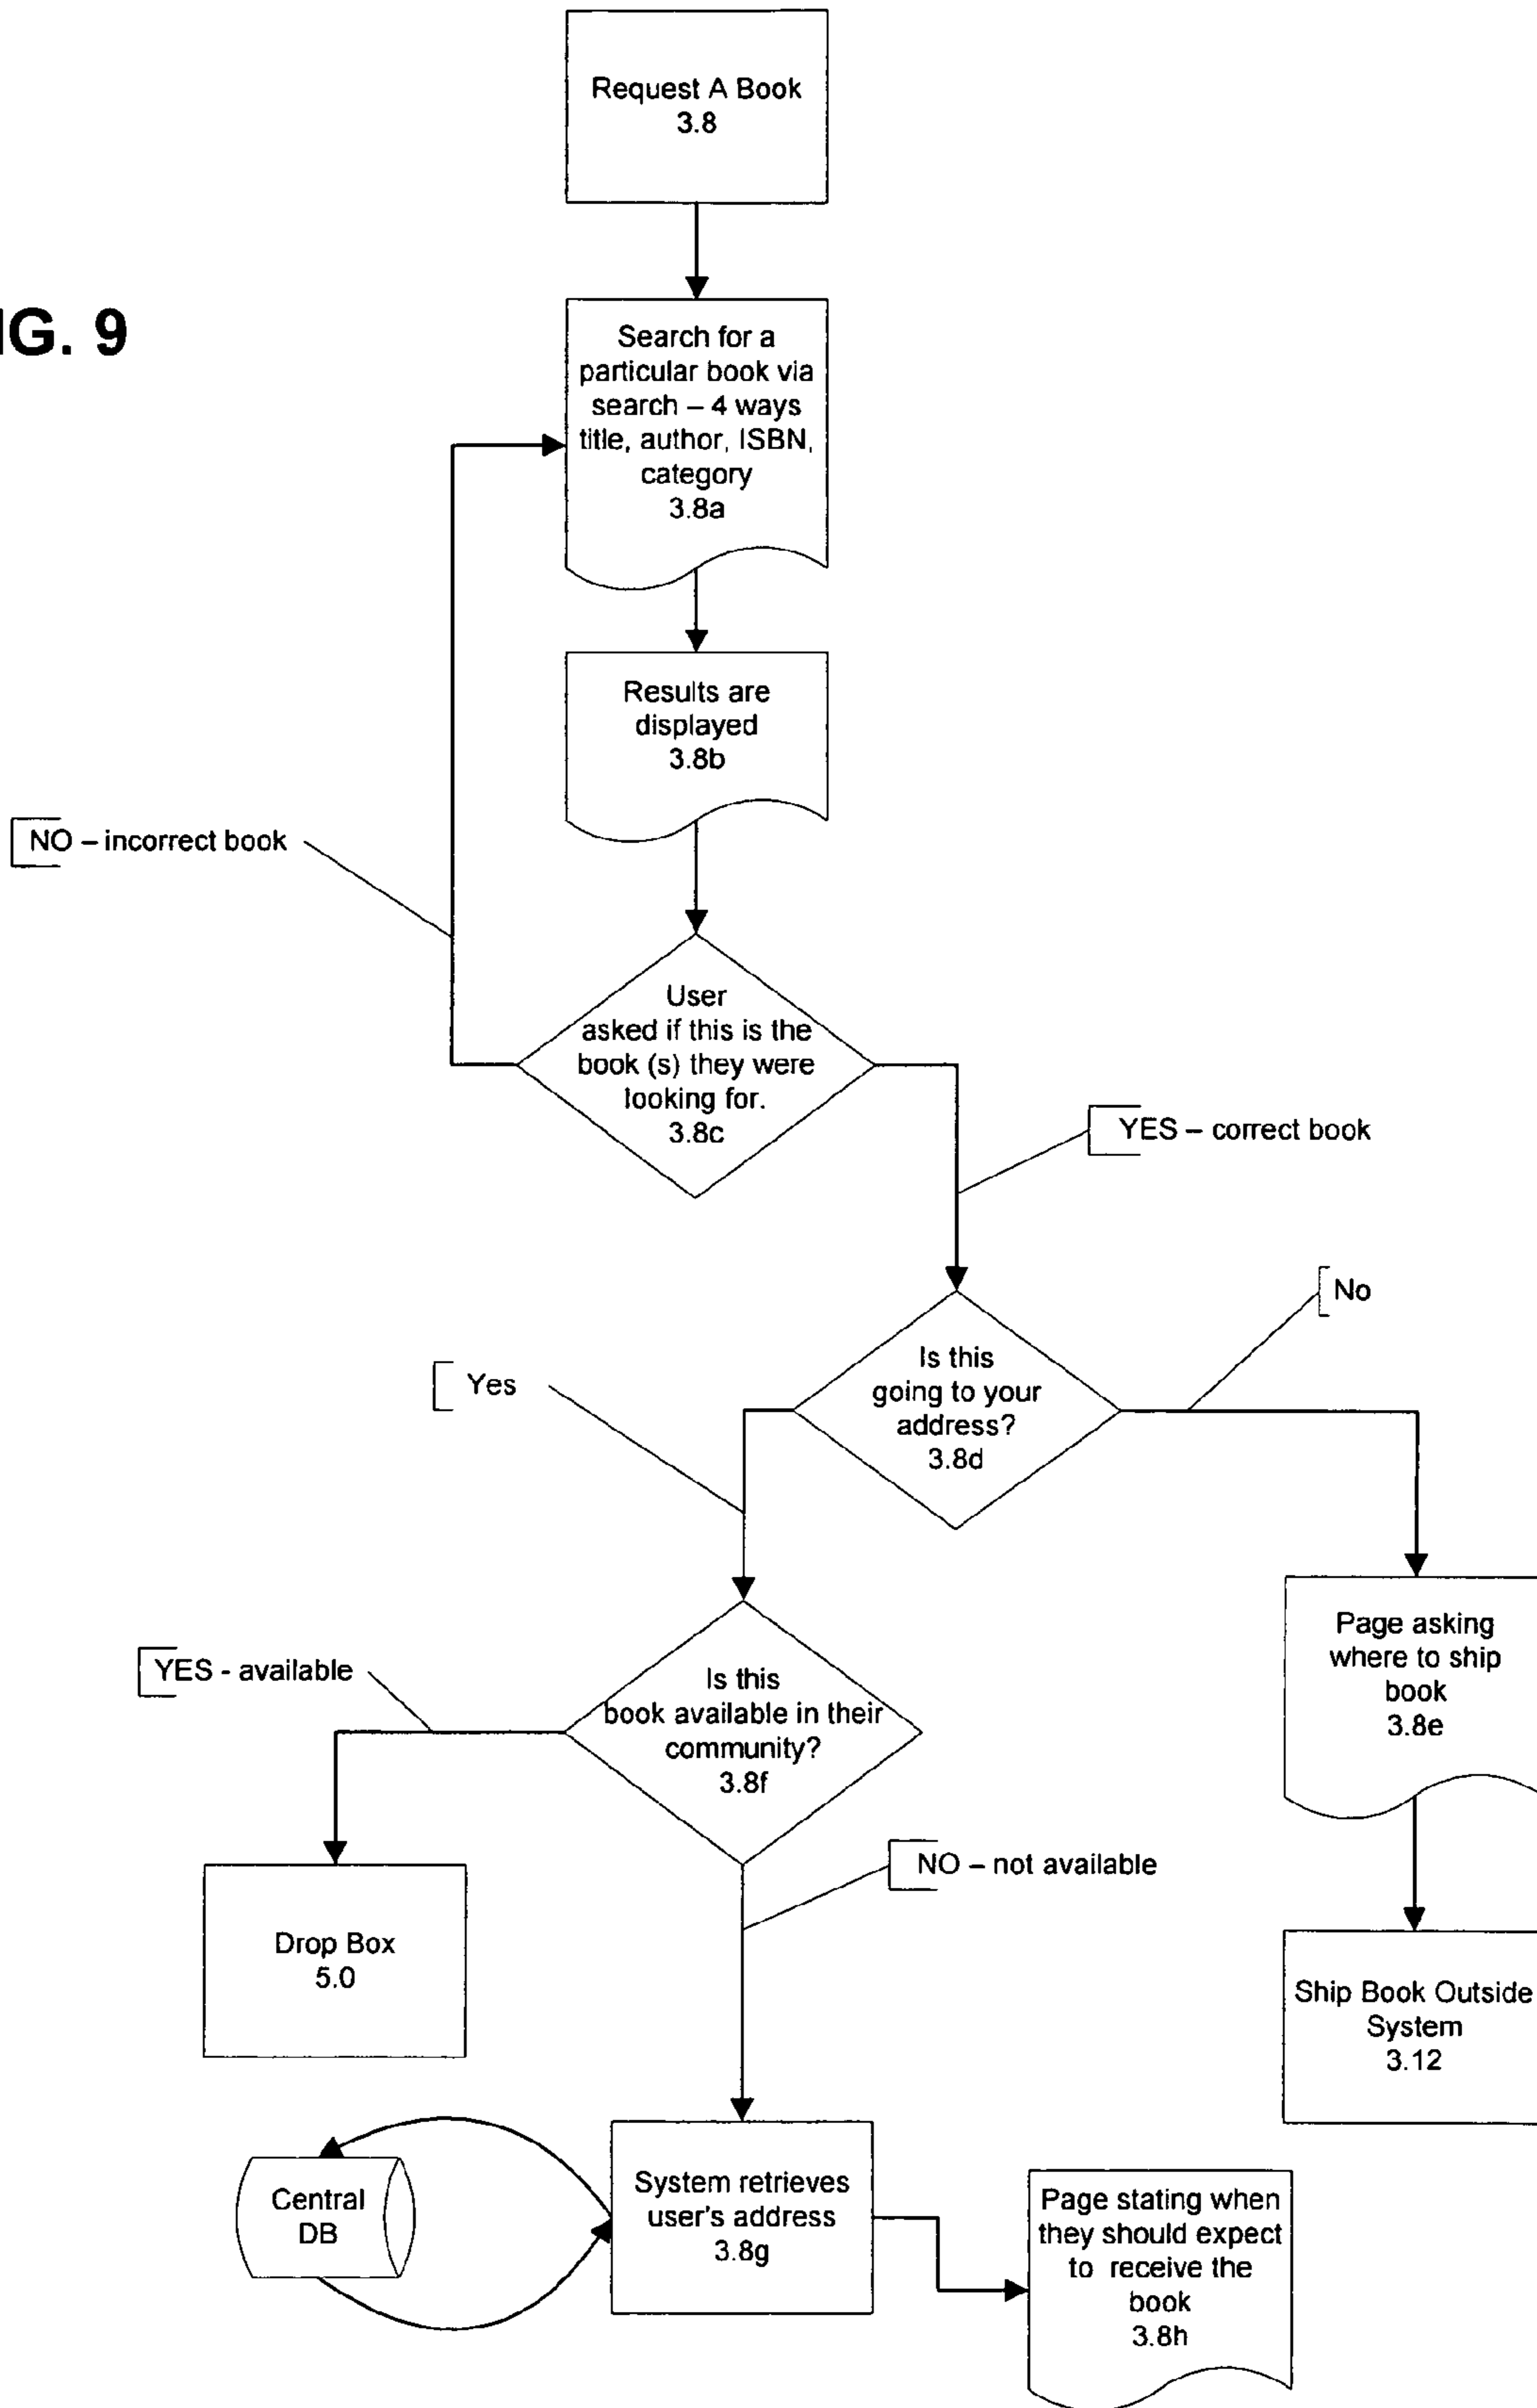 Request A Book
3.8
IG. 9
Search for a
particular book via
search – 4 ways
title, author, ISBN,
category
3.8a
Results are
displayed
3.8b
NO – incorrect book
User
asked if this is the
book (s) they were
looking for.
3.8c
YES – correct book
No
Is this
going to your
address?
3.8d
Yes
Page asking
where to ship
book
3.8e
YES - available
Is this
book available in their
community?
3.8f
NO – not available
Drop Box
5.0
Ship Book Outside
System
3.12
Central
DB
System retrieves
user's address
3.8g
Page stating when
they should expect
to receive the
book
3.8h